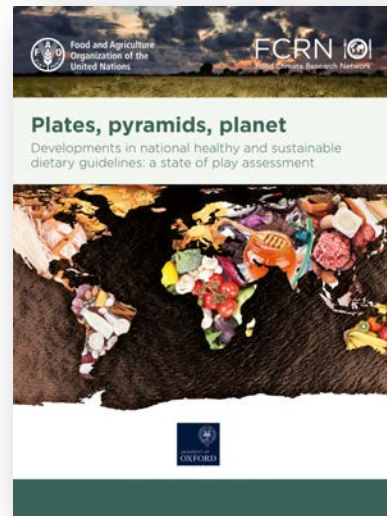 Food and Agriculture
Organization of the
United Nations
FCRN
Food Climate Research Network
Plates, pyramids, planet
Developments in national healthy and sustainable
dietary guidelines: a state of play assessment
UNIVERSITY OF
OXFORD